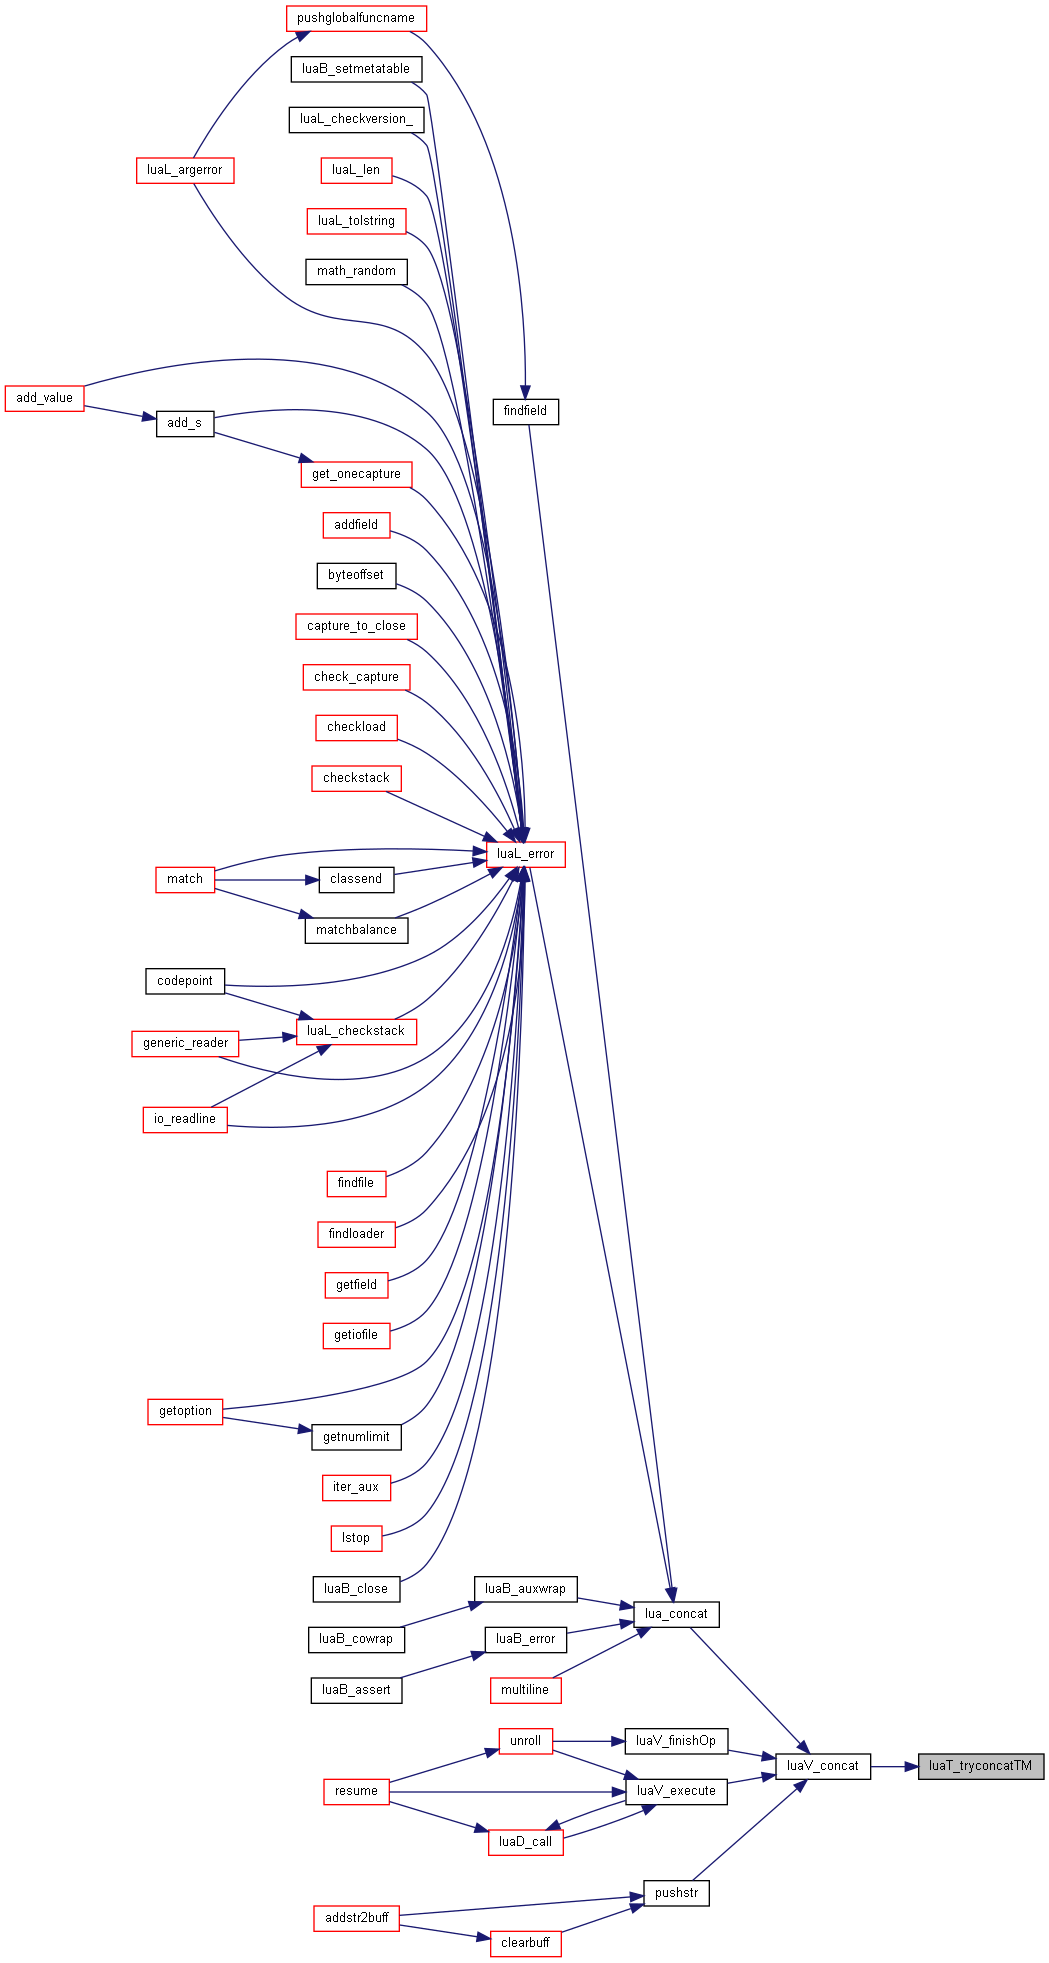 pushglobalfuncname
luaB_setmetatable
luaL_checkversion_
luaL_argerror
luaL_len
luaL_tolstring
math_random
add_value
findfield
add_s
get_onecapture
addfield
byteoffset
capture_to_close
check_capture
checkload
checkstack
luaL_error
match
classend
matchbalance
codepoint
luaL_checkstack
generic_reader
io_readline
findfile
findloader
getfield
getiofile
getoption
getnumlimit
iter_aux
lstop
luaB_close
luaB_auxwrap
lua_concat
luaB_cowrap
luaB_error
luaB_assert
multiline
unroll
luaV_finishOp
luaV_concat
luaT_tryconcatTM
resume
luaV_execute
luaD_call
pushstr
addstr2buff
clearbuff